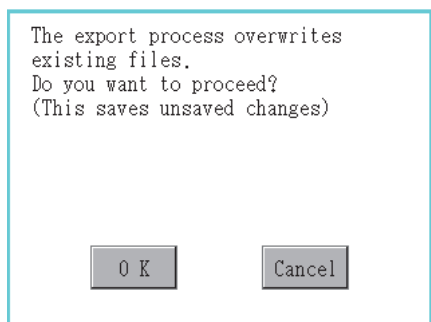 The export process overwrites
existing files.
Do you want to proceed?
(This saves unsaved changes)
O K
Cancel